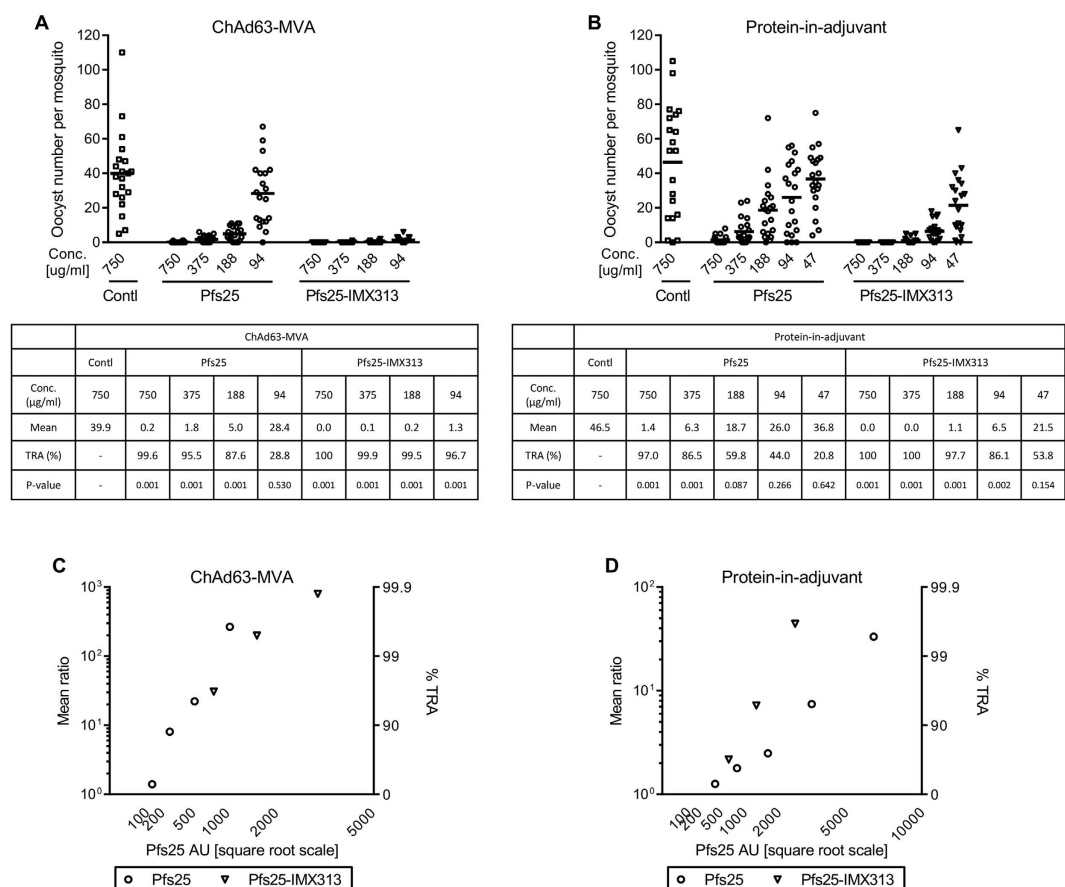 A
ChAd63-MVA
Oocyst number per mosquito
120
100
80
60
40
20
0
Conc.
[ug/ml]
750
750
375
188
94
750
375
188
94
Contl
Pfs25
Pfs25-IMX313
B
Protein-in-adjuvant
Oocyst number per mosquito
120
100
80
60
40
20
0
Conc.
[ug/ml]
750
750
375
188
94
47
750
375
188
94
47
Contl
Pfs25
Pfs25-IMX313
ChAd63-MVA
Contl Pfs25 Pfs25-IMX313
Conc.
(µg/ml) 750 750 375 188 94 750 375 188 94
Mean 39.9 0.2 1.8 5.0 28.4 0.0 0.1 0.2 1.3
TRA (%) - 99.6 95.5 87.6 28.8 100 99.9 99.5 96.7
P-value - 0.001 0.001 0.001 0.530 0.001 0.001 0.001 0.001
Protein-in-adjuvant
Contl Pfs25 Pfs25-IMX313
Conc.
(µg/ml) 750 750 375 188 94 47 750 375 188 94 47
Mean 46.5 1.4 6.3 18.7 26.0 36.8 0.0 0.0 1.1 6.5 21.5
TRA (%) - 97.0 86.5 59.8 44.0 20.8 100 100 97.7 86.1 53.8
P-value - 0.001 0.001 0.087 0.266 0.642 0.001 0.001 0.001 0.002 0.154
C
ChAd63-MVA
Mean ratio
10³
10²
10¹
10⁰
99.9
99
90
0
% TRA
100
200
500
1000
2000
5000
Pfs25 AU [square root scale]
Pfs25 Pfs25-IMX313
D
Protein-in-adjuvant
Mean ratio
10²
10¹
10⁰
99.9
99
90
0
% TRA
100
200
500
1000
2000
5000
10000
Pfs25 AU [square root scale]
Pfs25 Pfs25-IMX313